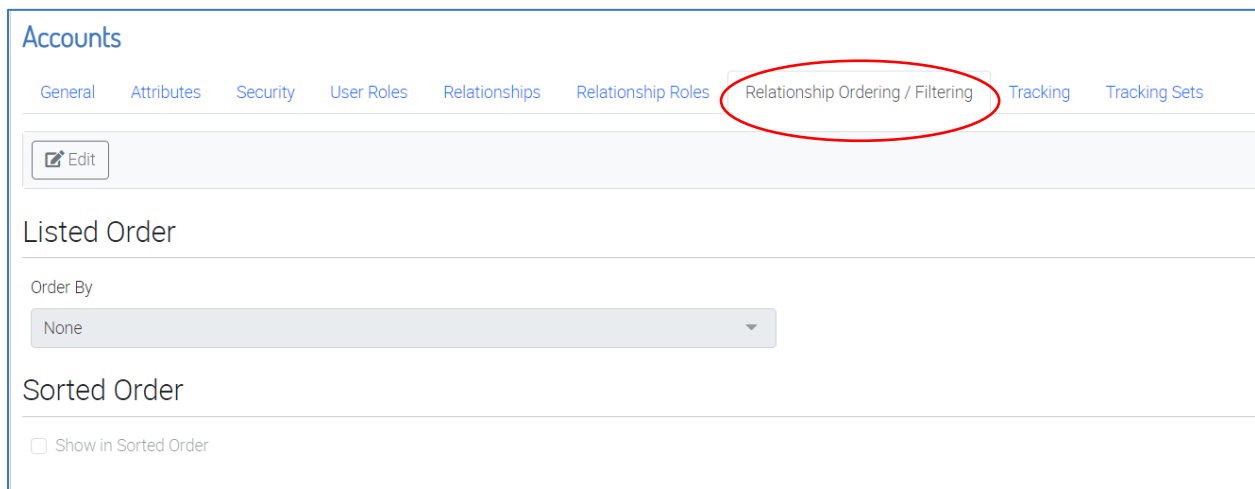 Accounts
General Attributes Security User Roles Relationships Relationship Roles Relationship Ordering / Filtering Tracking Tracking Sets
Edit
Listed Order
Order By
None
Sorted Order
Show in Sorted Order